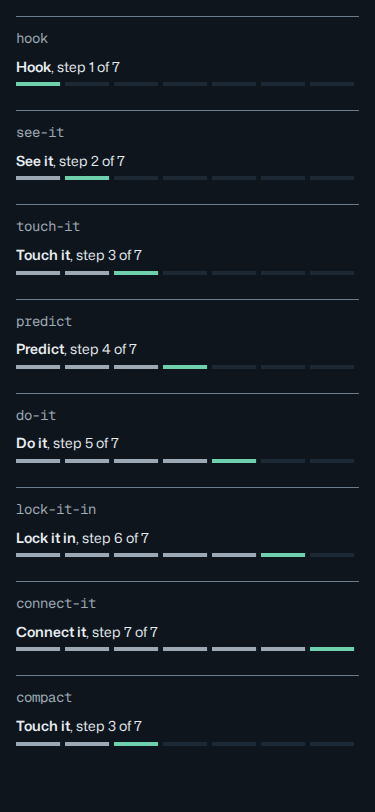 hook
Hook, step 1 of 7
see-it
See it, step 2 of 7
touch-it
Touch it, step 3 of 7
predict
Predict, step 4 of 7
do-it
Do it, step 5 of 7
lock-it-in
Lock it in, step 6 of 7
connect-it
Connect it, step 7 of 7
compact
Touch it, step 3 of 7